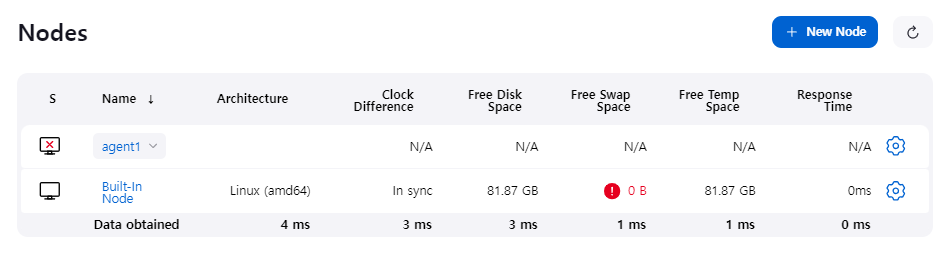 Nodes
+ New Node
S Name ↓ Architecture Clock Difference Free Disk Space Free Swap Space Free Temp Space Response Time
agent1 N/A N/A N/A N/A N/A
Built-In Node Linux (amd64) In sync 81.87 GB ! 0 B 81.87 GB 0ms
Data obtained 4 ms 3 ms 3 ms 1 ms 1 ms 0 ms